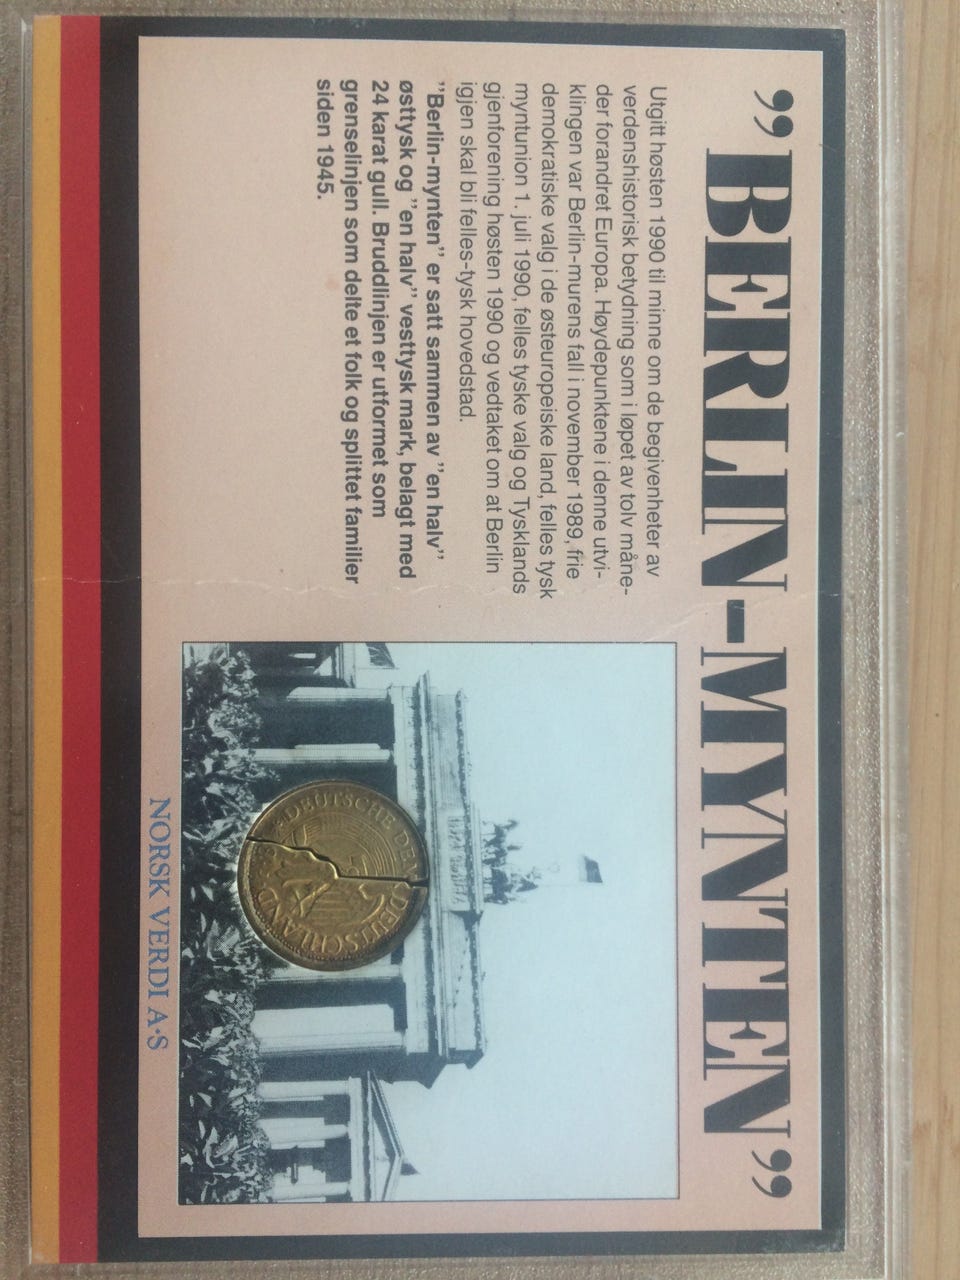 ”BERLIN-MYNTEN”
Utgitt høsten 1990 til minne om de begivenheter av
verdenshistorisk betydning som i løpet av tolv måne-
der forandret Europa. Høydepunktene i denne utvi-
klingen var Berlin-murens fall i november 1989, frie
demokratiske valg i de østeuropeiske land, felles tysk
myntunion 1. juli 1990, felles tyske valg og Tysklands
gjenforening høsten 1990 og vedtaket om at Berlin
igjen skal bli felles-tysk hovedstad.
”Berlin-mynten” er satt sammen av ”en halv”
østtysk og ”en halv” vesttysk mark, belagt med
24 karat gull. Bruddlinjen er utformet som
grenselinjen som delte et folk og splittet familier
siden 1945.
DEUTSCHE DE
DEUTSCHLAND
NORSK VERDI A·S